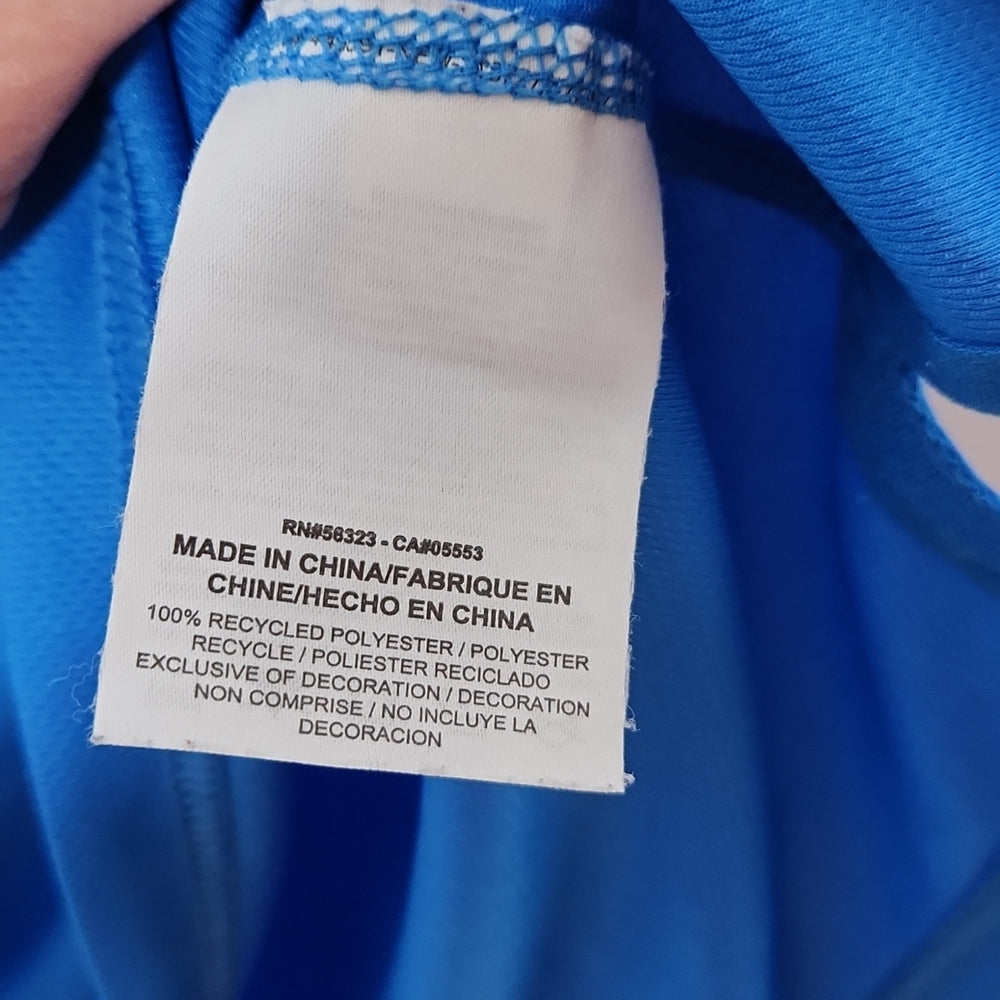 RN#56323 - CA#05553
MADE IN CHINA/FABRIQUE EN
CHINE/HECHO EN CHINA
100% RECYCLED POLYESTER / POLYESTER
RECYCLE / POLIESTER RECICLADO
EXCLUSIVE OF DECORATION / DECORATION
NON COMPRISE / NO INCLUYE LA
DECORACION